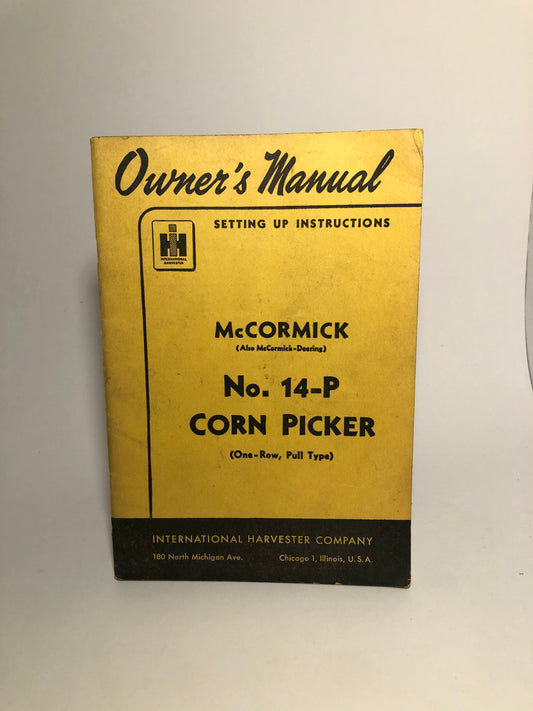 Owner's Manual
SETTING UP INSTRUCTIONS
IH
INTERNATIONAL
HARVESTER
McCORMICK
(Also McCormick-Deering)
No. 14-P
CORN PICKER
(One-Row, Pull Type)
INTERNATIONAL HARVESTER COMPANY
180 North Michigan Ave. Chicago 1, Illinois, U.S.A.